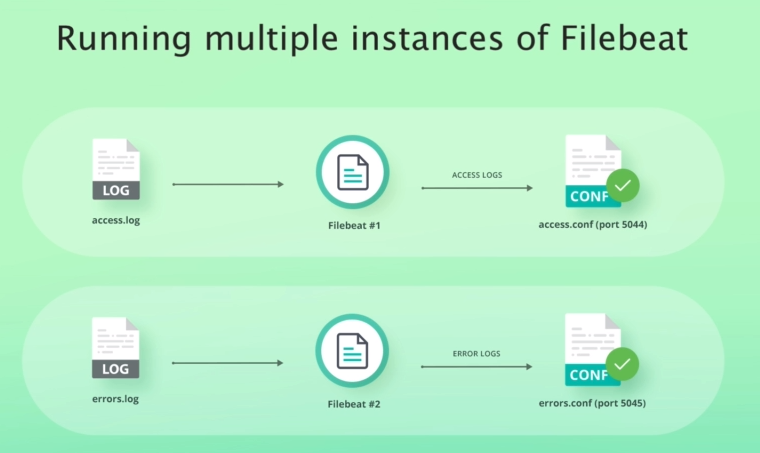 Running multiple instances of Filebeat
LOG
access.log
Filebeat #1
ACCESS LOGS
CONF
access.conf (port 5044)
LOG
errors.log
Filebeat #2
ERROR LOGS
CONF
errors.conf (port 5045)